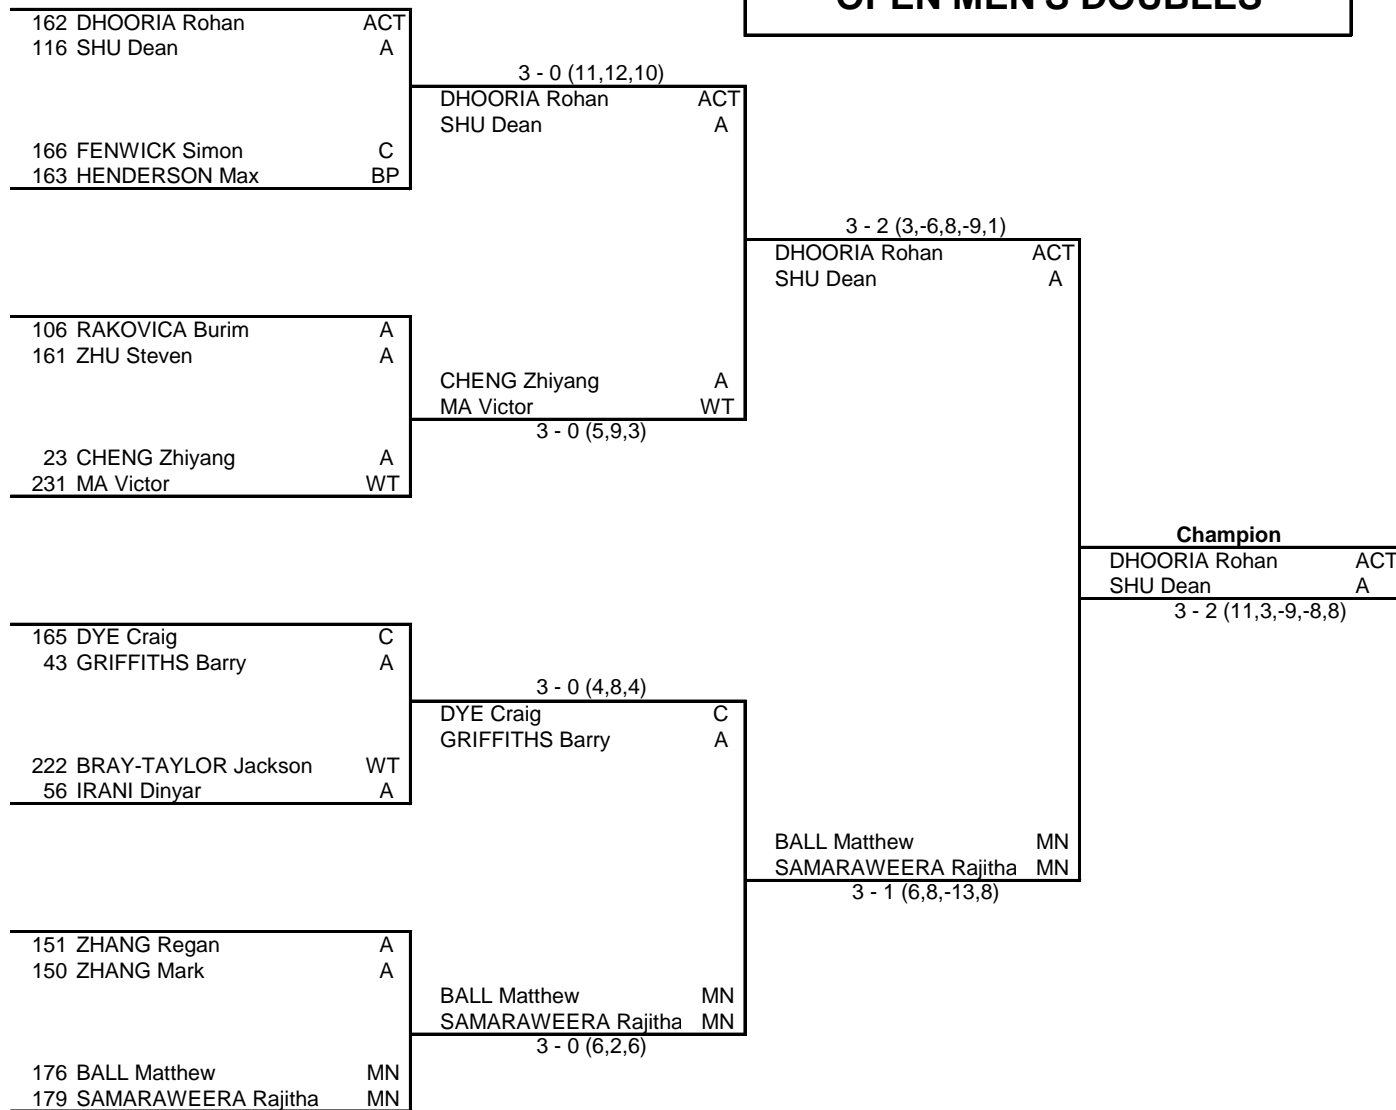 OPEN MEN'S DOUBLES
162 DHOORIA Rohan ACT
116 SHU Dean A
3 - 0 (11,12,10)
DHOORIA Rohan ACT
SHU Dean A
166 FENWICK Simon C
163 HENDERSON Max BP
3 - 2 (3,-6,8,-9,1)
DHOORIA Rohan ACT
SHU Dean A
106 RAKOVICA Burim A
161 ZHU Steven A
CHENG Zhiyang A
MA Victor WT
3 - 0 (5,9,3)
23 CHENG Zhiyang A
231 MA Victor WT
Champion
DHOORIA Rohan ACT
SHU Dean A
3 - 2 (11,3,-9,-8,8)
165 DYE Craig C
43 GRIFFITHS Barry A
3 - 0 (4,8,4)
DYE Craig C
GRIFFITHS Barry A
222 BRAY-TAYLOR Jackson WT
56 IRANI Dinyar A
BALL Matthew MN
SAMARAWEERA Rajitha MN
3 - 1 (6,8,-13,8)
151 ZHANG Regan A
150 ZHANG Mark A
BALL Matthew MN
SAMARAWEERA Rajitha MN
3 - 0 (6,2,6)
176 BALL Matthew MN
179 SAMARAWEERA Rajitha MN